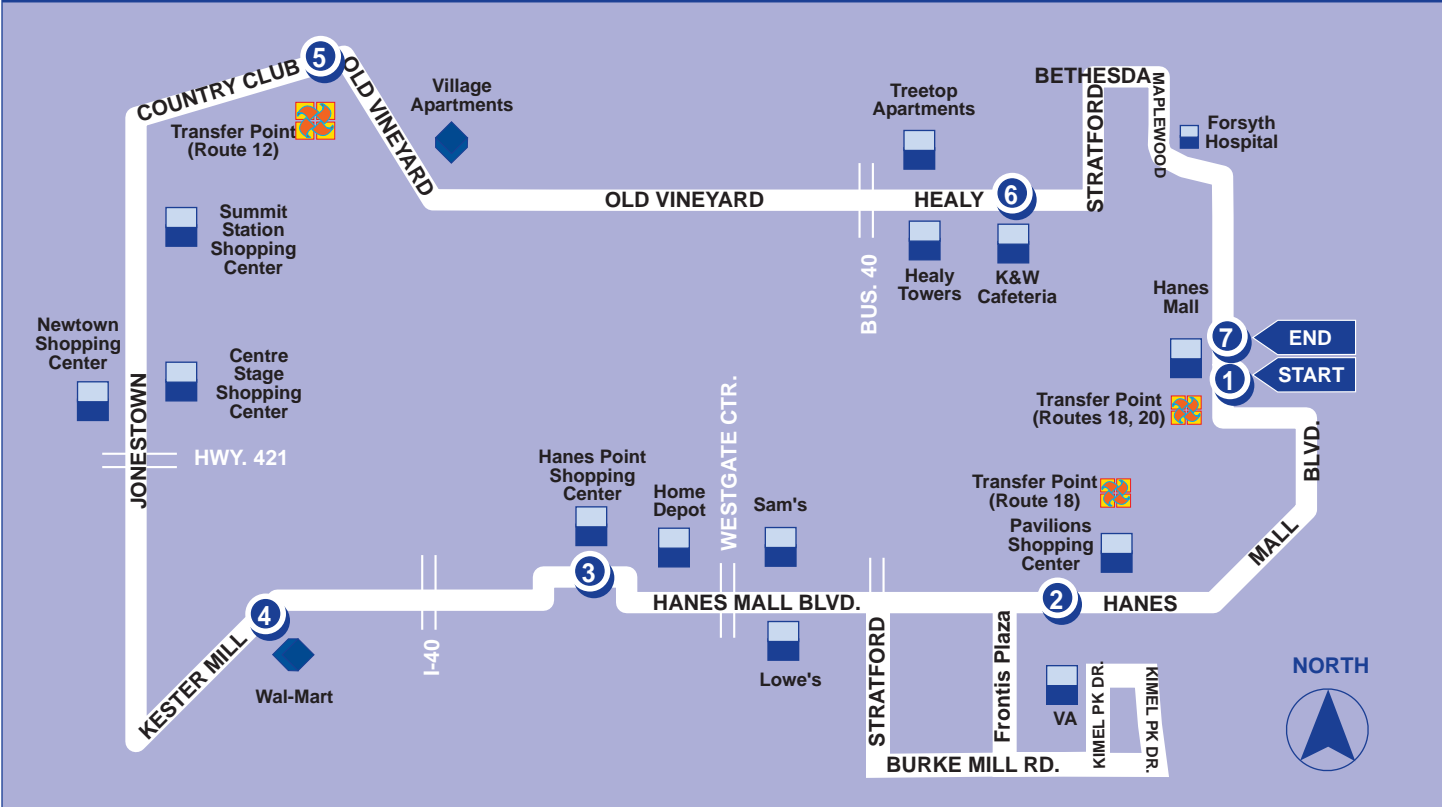 BETHESDA
MAPLEWOOD
STRATFORD
5
COUNTRY CLUB
OLD VINEYARD
Village
Apartments
Treetop
Apartments
Transfer Point
(Route 12)
Forsyth
Hospital
OLD VINEYARD
HEALY
6
Summit
Station
Shopping
Center
BUS. 40
Healy
Towers
K&W
Cafeteria
Hanes
Mall
Newtown
Shopping
Center
Centre
Stage
Shopping
Center
7
END
1
START
Transfer Point
(Routes 18, 20)
JONESTOWN
HWY. 421
WESTGATE CTR.
BLVD.
MALL
HANES
Hanes Point
Shopping
Center
Home
Depot
Sam's
Transfer Point
(Route 18)
Pavilions
Shopping
Center
3
2
4
HANES MALL BLVD.
I-40
KESTER MILL
Wal-Mart
Lowe's
STRATFORD
Frontis Plaza
VA
KIMEL PK DR.
KIMEL PK DR.
BURKE MILL RD.
NORTH